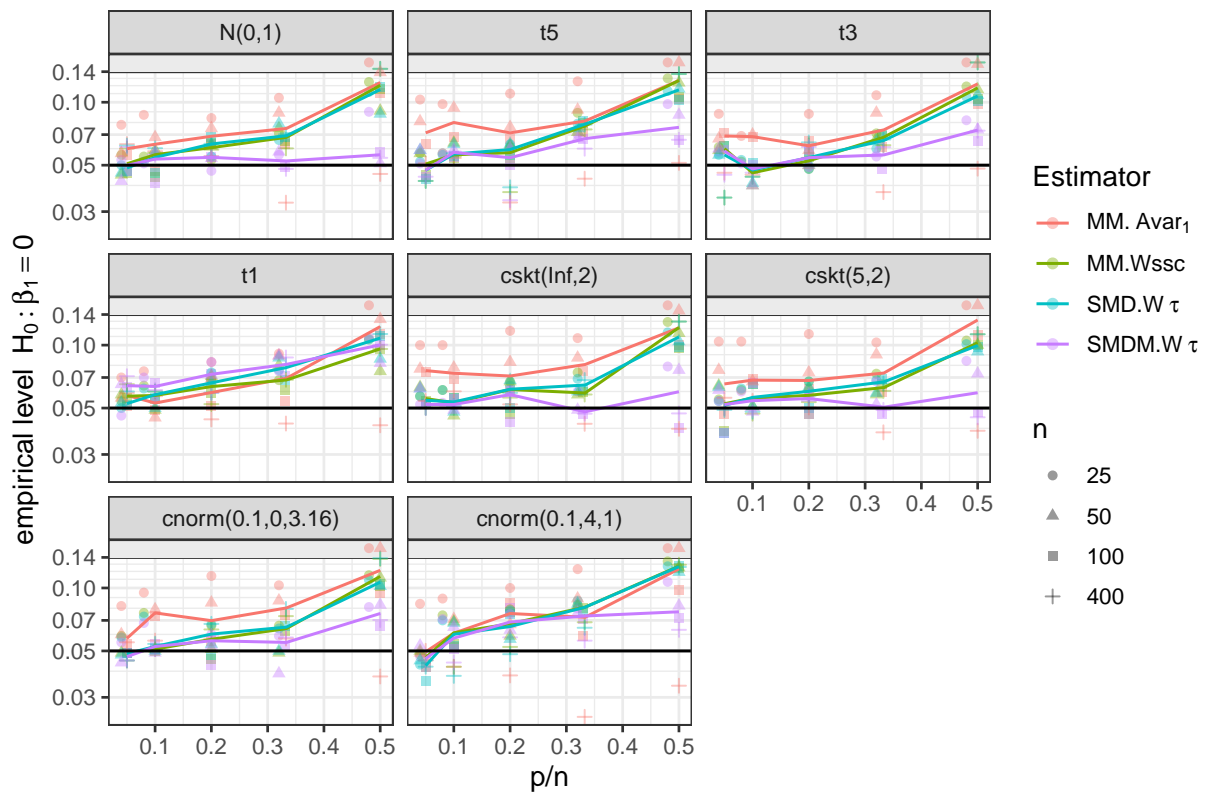 N(0,1)
t5
t3
0.14
0.10
0.07
0.05
0.03
t1
cskt(Inf,2)
cskt(5,2)
0.14
0.10
0.07
0.05
0.03
0.1 0.2 0.3 0.4 0.5
cnorm(0.1,0,3.16)
cnorm(0.1,4,1)
0.14
0.10
0.07
0.05
0.03
0.1 0.2 0.3 0.4 0.5
0.1 0.2 0.3 0.4 0.5
p/n
empirical level H₀ : β₁ = 0
Estimator
MM. Avar₁
MM.Wssc
SMD.W τ
SMDM.W τ
n
25
50
100
400